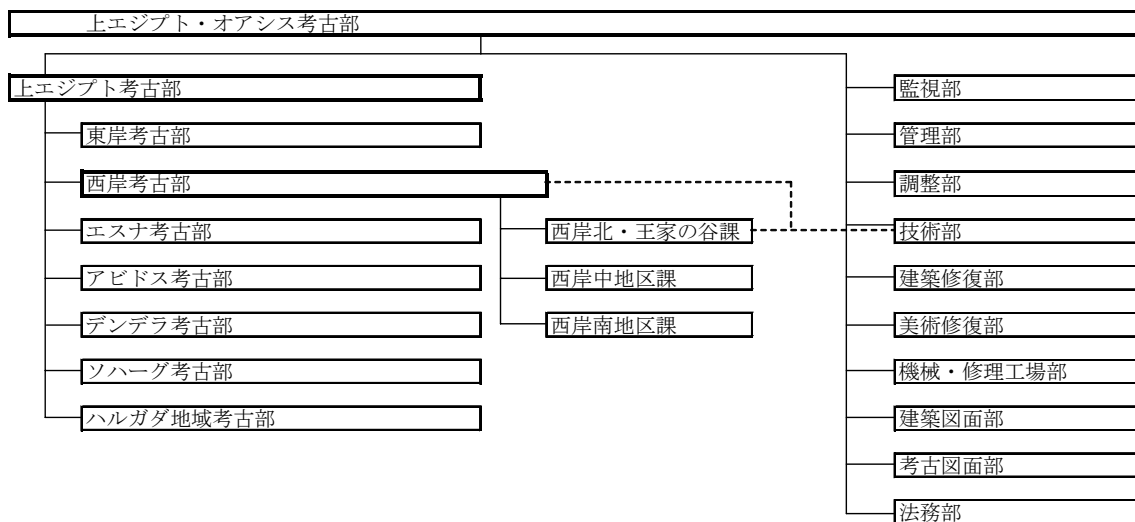 上エジプト・オアシス考古部
上エジプト考古部
東岸考古部
西岸考古部
エスナ考古部
アビドス考古部
デンデラ考古部
ソハーグ考古部
ハルガダ地域考古部
西岸北・王家の谷課
西岸中地区課
西岸南地区課
監視部
管理部
調整部
技術部
建築修復部
美術修復部
機械・修理工場部
建築図面部
考古図面部
法務部